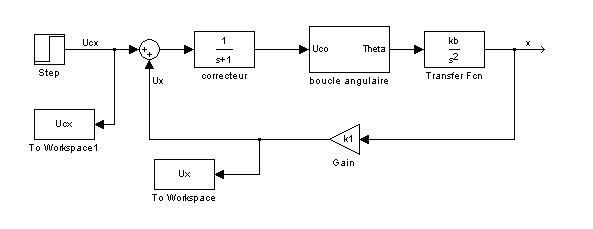 Step
Ucx
+
+
1
s+1
correcteur
Uco
Theta
boucle angulaire
kb
s2
Transfer Fcn
x
Ux
Ucx
To Workspace1
k1
Gain
Ux
To Workspace